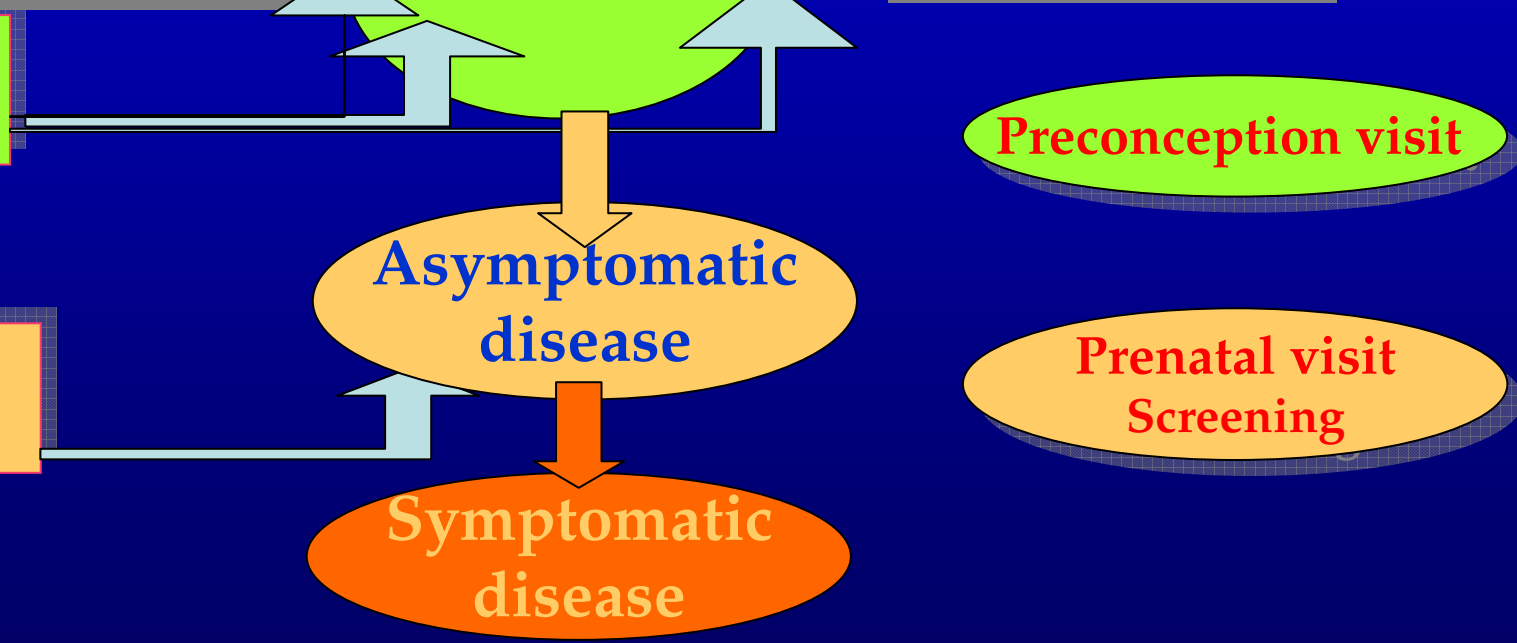 Preconception visit
Asymptomatic
disease
Prenatal visit
Screening
Symptomatic
disease